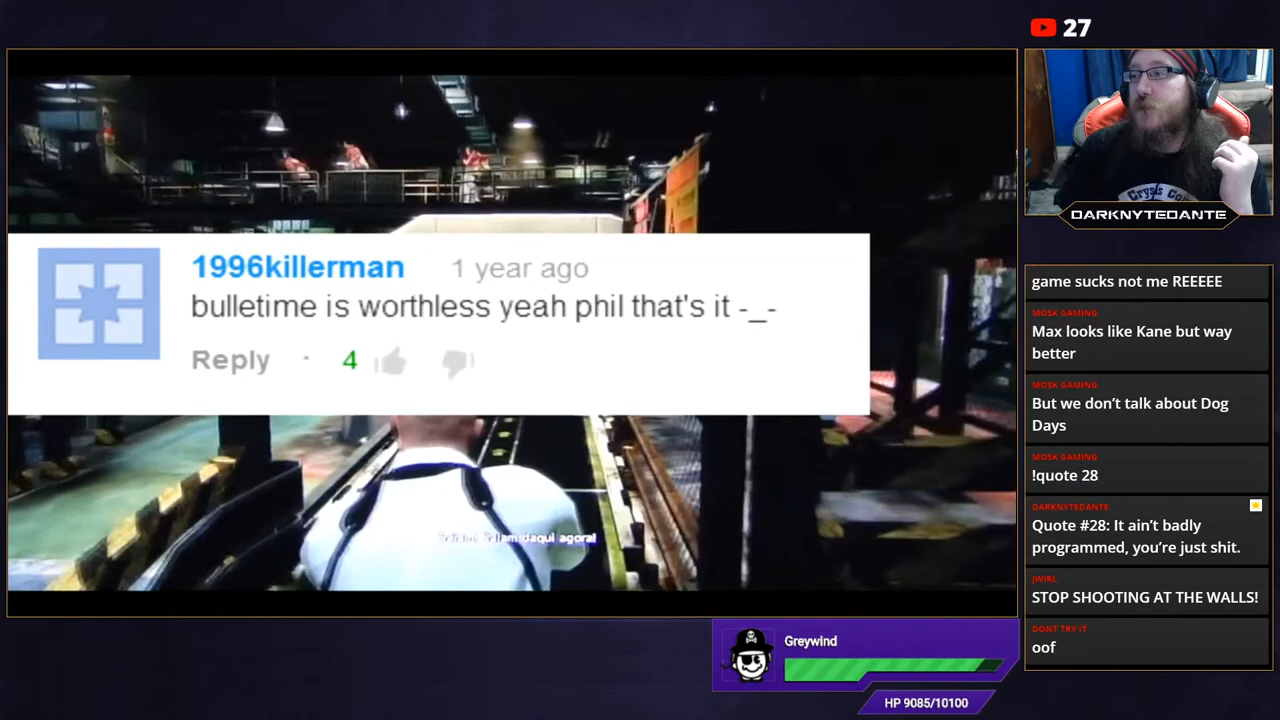 27
1996killerman 1 year ago
bulletime is worthless yeah phil that's it -_-
Reply · 4
daqui agora!
DARKNYTEDANTE
game sucks not me REEEEE
MOSK GAMING
Max looks like Kane but way
better
MOSK GAMING
But we don't talk about Dog
Days
MOSK GAMING
!quote 28
DARKNYTEDANTE
Quote #28: It ain't badly
programmed, you're just shit.
JWIRL
STOP SHOOTING AT THE WALLS!
DONT TRY IT
oof
Greywind
HP 9085/10100